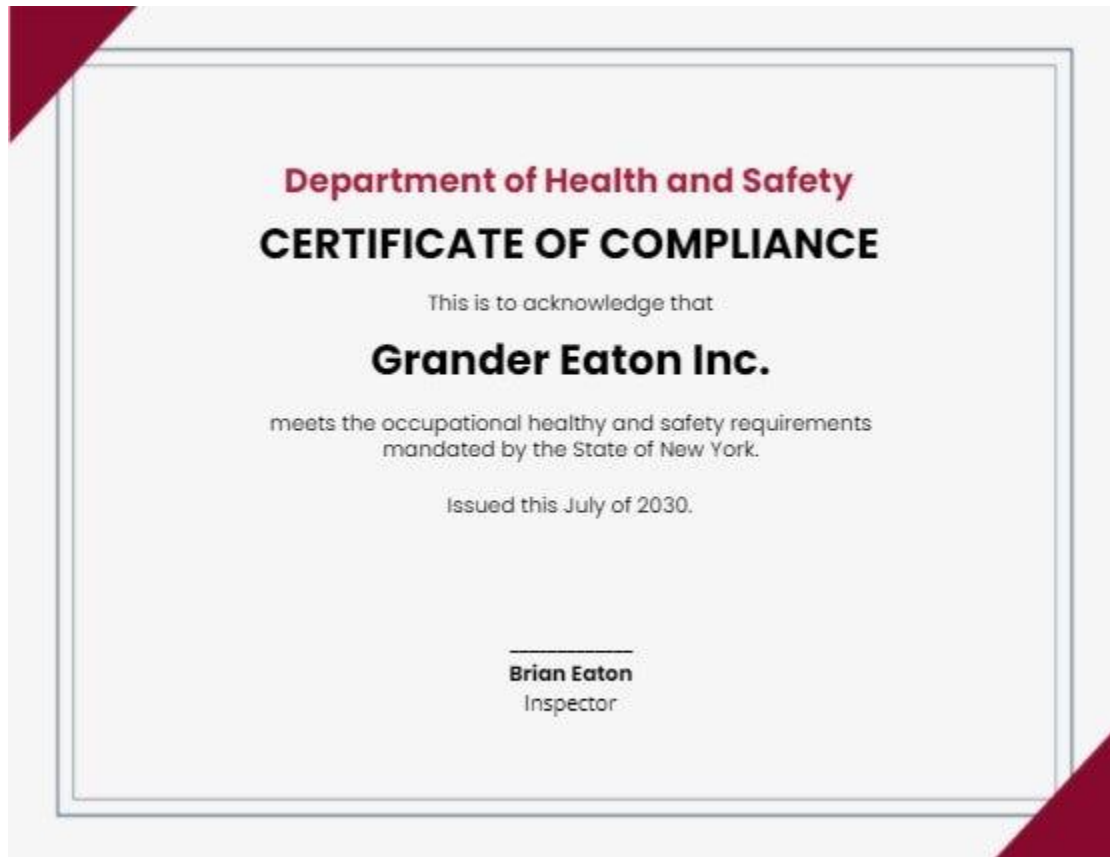 Department of Health and Safety
CERTIFICATE OF COMPLIANCE
This is to acknowledge that
Grander Eaton Inc.
meets the occupational healthy and safety requirements
mandated by the State of New York.
Issued this July of 2030.
Brian Eaton
Inspector